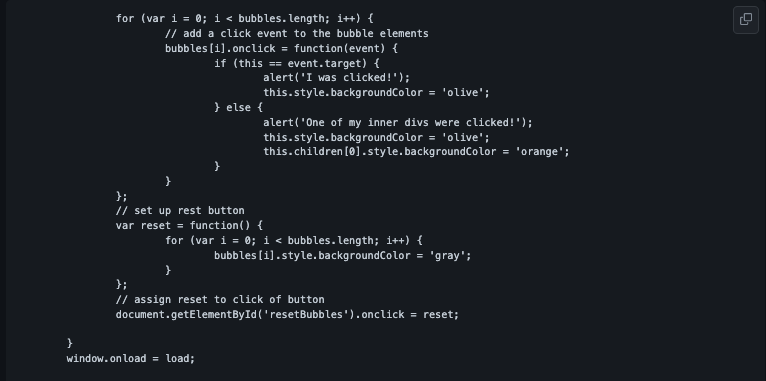 for (var i = 0; i < bubbles.length; i++) {
// add a click event to the bubble elements
bubbles[i].onclick = function(event) {
if (this == event.target) {
alert('I was clicked!');
this.style.backgroundColor = 'olive';
} else {
alert('One of my inner divs were clicked!');
this.style.backgroundColor = 'olive';
this.children[0].style.backgroundColor = 'orange';
}
}
};
// set up rest button
var reset = function() {
for (var i = 0; i < bubbles.length; i++) {
bubbles[i].style.backgroundColor = 'gray';
}
};
// assign reset to click of button
document.getElementById('resetBubbles').onclick = reset;
}
window.onload = load;